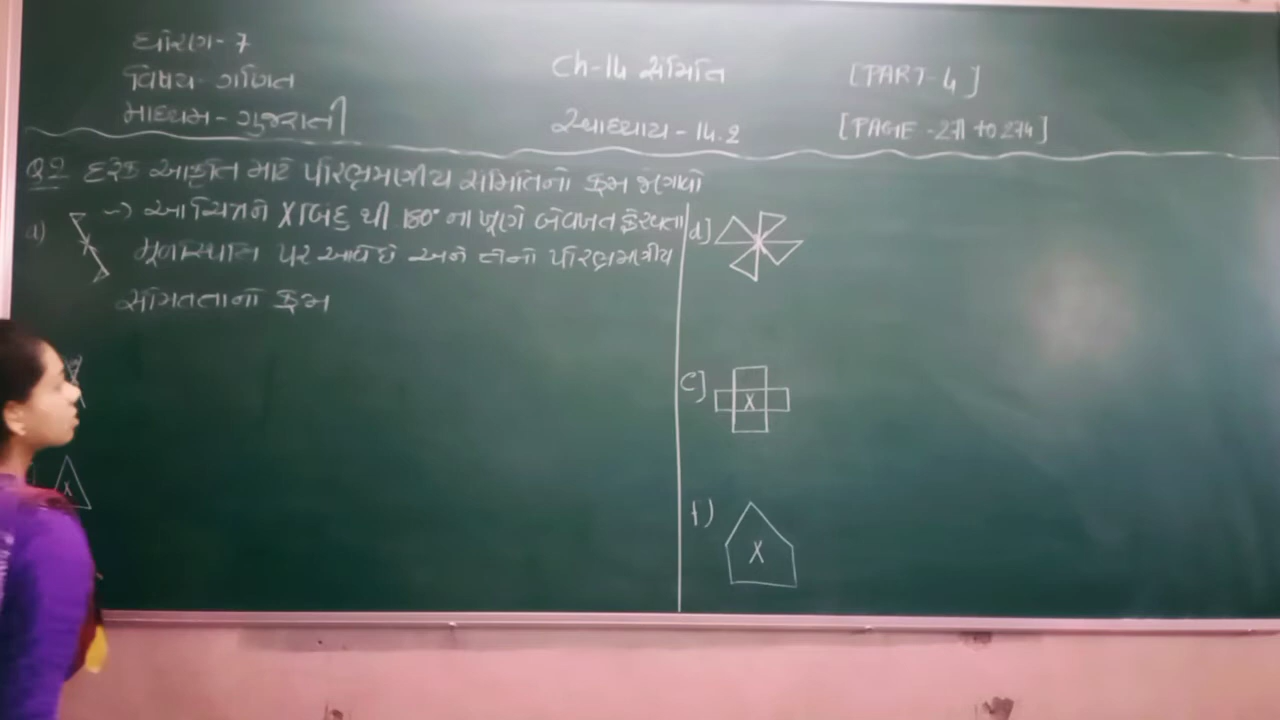 ધોરણ- 7
વિષય- ગણિત
માધ્યમ - ગુજરાતી
Ch-14 સંમિતિ
સ્વાધ્યાય - 14.2
[PART- 4]
[PAGE -271 to 274]
Q2 દરેક આકૃતિ માટે પરિભ્રમણીય સંમિતિનો ક્રમ જણાવો
a) -) આ ચિત્રને X બિંદુ થી 180° ના ખૂણે બે વખત ફેરવતા
મૂળસ્થાન પર આવે છે અને તેનો પરિભ્રમણીય
સંમિતતાનો ક્રમ
X
d]
c]
X
f)
X